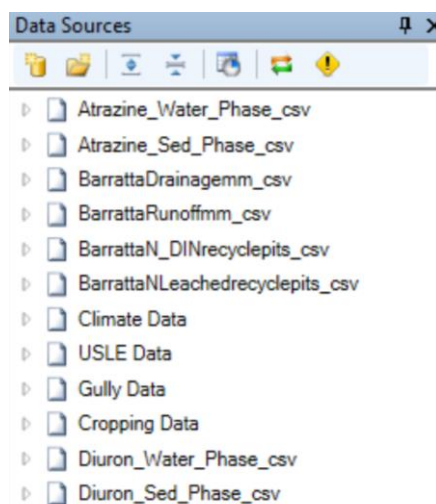 Data Sources
Atrazine_Water_Phase_csv
Atrazine_Sed_Phase_csv
BarrattaDrainagemm_csv
BarrattaRunoffmm_csv
BarrattaN_DINrecyclepits_csv
BarrattaNLeachedrecyclepits_csv
Climate Data
USLE Data
Gully Data
Cropping Data
Diuron_Water_Phase_csv
Diuron_Sed_Phase_csv